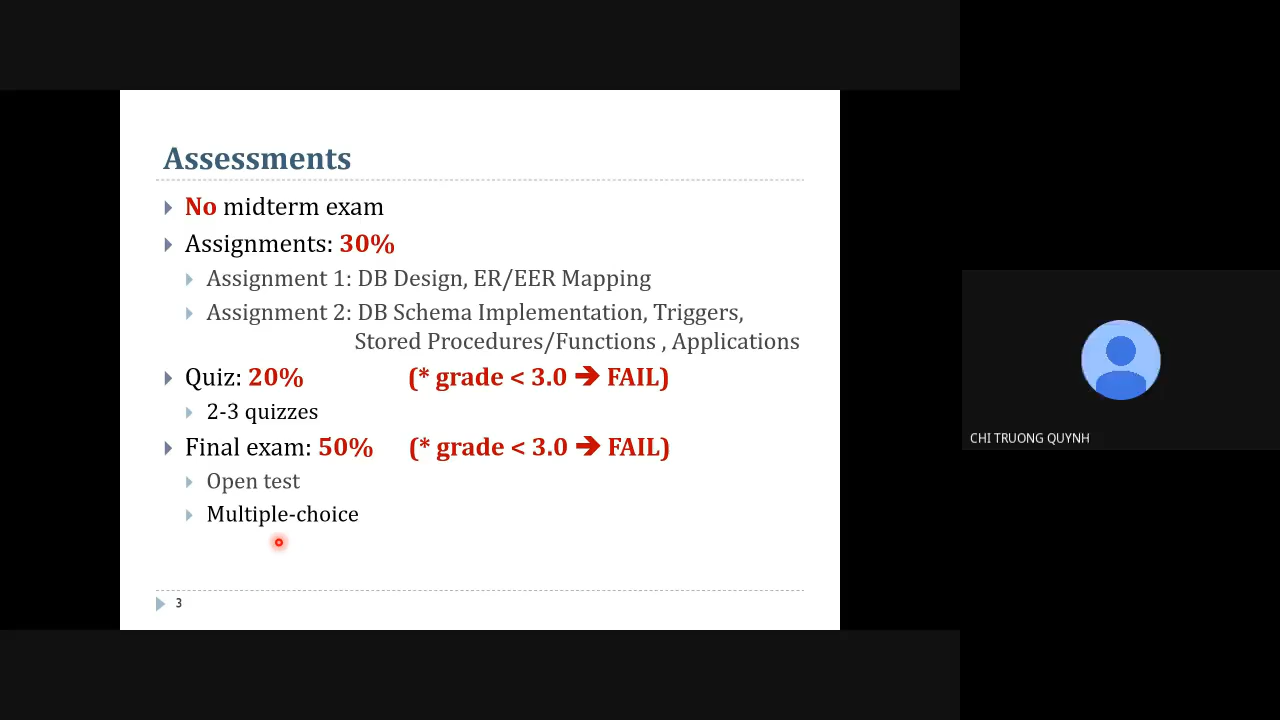 Assessments
No midterm exam
Assignments: 30%
Assignment 1: DB Design, ER/EER Mapping
Assignment 2: DB Schema Implementation, Triggers,
Stored Procedures/Functions , Applications
Quiz: 20% (* grade < 3.0 ➔ FAIL)
2-3 quizzes
Final exam: 50% (* grade < 3.0 ➔ FAIL)
Open test
Multiple-choice
3
CHI TRUONG QUYNH